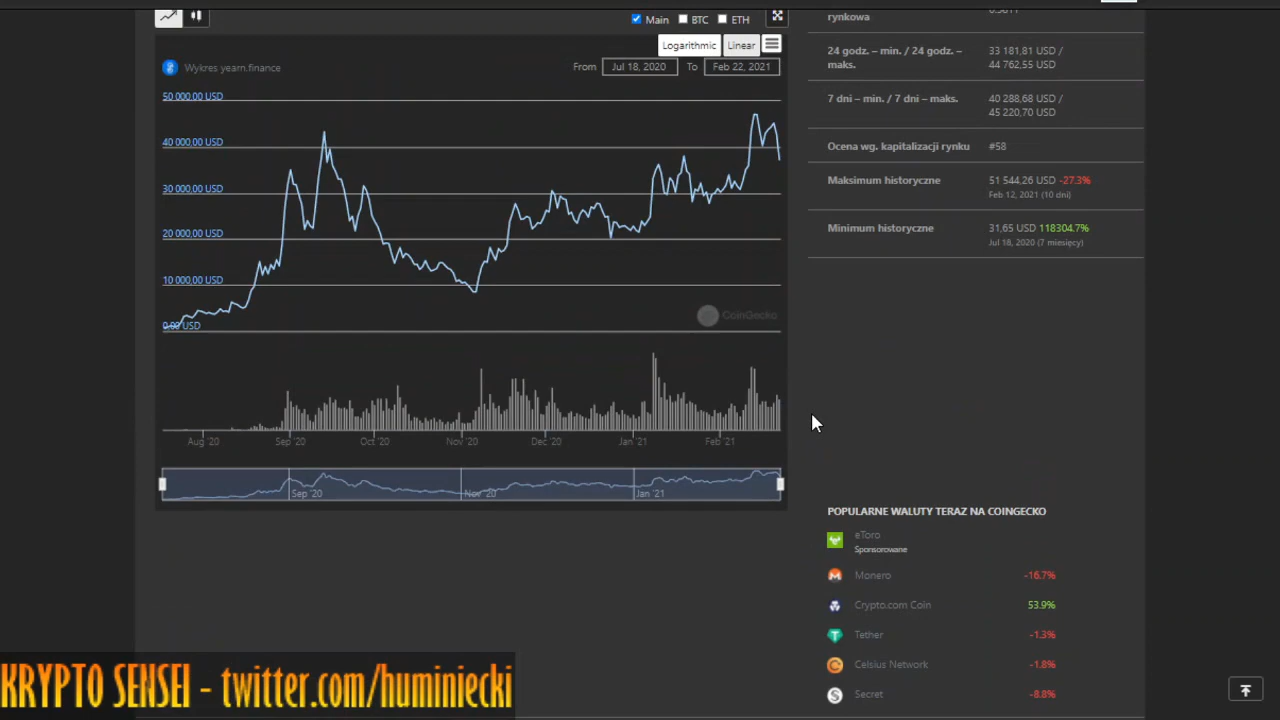 Main BTC ETH
Logarithmic Linear
Wykres yearn.finance
From Jul 18, 2020 To Feb 22, 2021
50 000,00 USD
40 000,00 USD
30 000,00 USD
20 000,00 USD
10 000,00 USD
0,00 USD
CoinGecko
Aug '20 Sep '20 Oct '20 Nov '20 Dec '20 Jan '21 Feb '21
Sep '20 Nov '20 Jan '21
rynkowa
24 godz. – min. / 24 godz. –
maks.
33 181,81 USD /
44 762,55 USD
7 dni – min. / 7 dni – maks.
40 288,68 USD /
45 220,70 USD
Ocena wg. kapitalizacji rynku #58
Maksimum historyczne 51 544,26 USD -27.3%
Feb 12, 2021 (10 dni)
Minimum historyczne 31,65 USD 118304.7%
Jul 18, 2020 (7 miesięcy)
POPULARNE WALUTY TERAZ NA COINGECKO
eToro
Sponsorowane
Monero -16.7%
Crypto.com Coin 53.9%
Tether -1.3%
Celsius Network -1.8%
Secret -8.8%
KRYPTO SENSEI - twitter.com/huminiecki